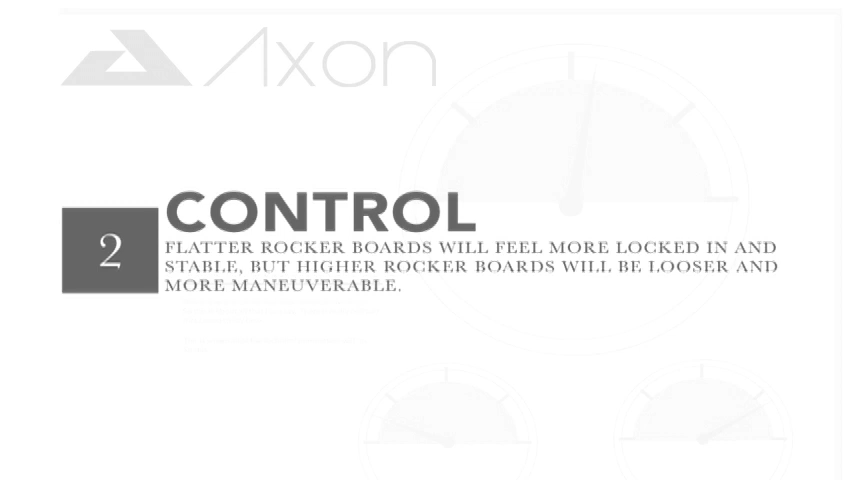 Axon
CONTROL
2
FLATTER ROCKER BOARDS WILL FEEL MORE LOCKED IN AND
STABLE, BUT HIGHER ROCKER BOARDS WILL BE LOOSER AND
MORE MANEUVERABLE.